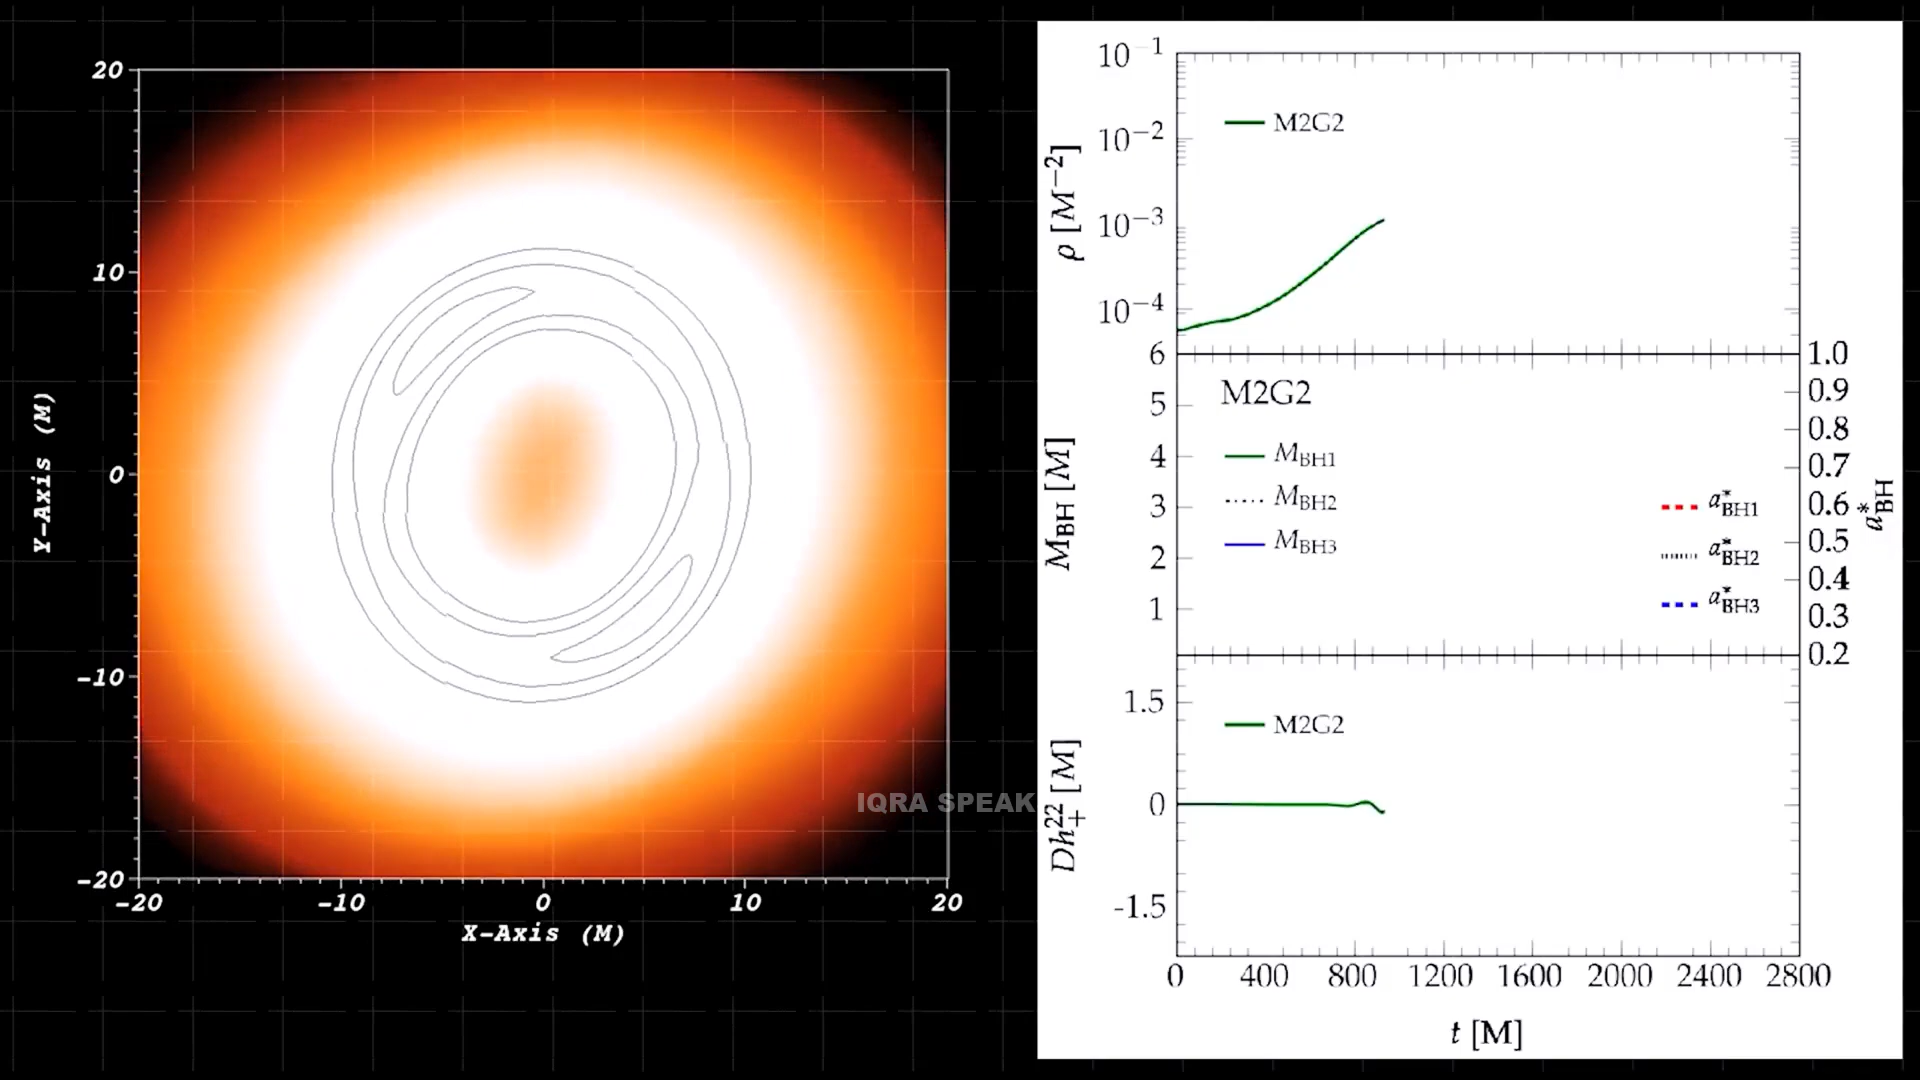 20
10
0
-10
-20
Y-Axis (M)
-20 -10 0 10 20
X-Axis (M)
IQRA SPEAK
10⁻¹
10⁻²
10⁻³
10⁻⁴
ρ [M⁻²]
M2G2
6
5
4
3
2
1
M_BH [M]
M2G2
M_BH1
M_BH2
M_BH3
a*_BH1
a*_BH2
a*_BH3
1.0
0.9
0.8
0.7
0.6
0.5
0.4
0.3
0.2
a*_BH
1.5
0
-1.5
Dh₊²² [M]
M2G2
0 400 800 1200 1600 2000 2400 2800
t [M]